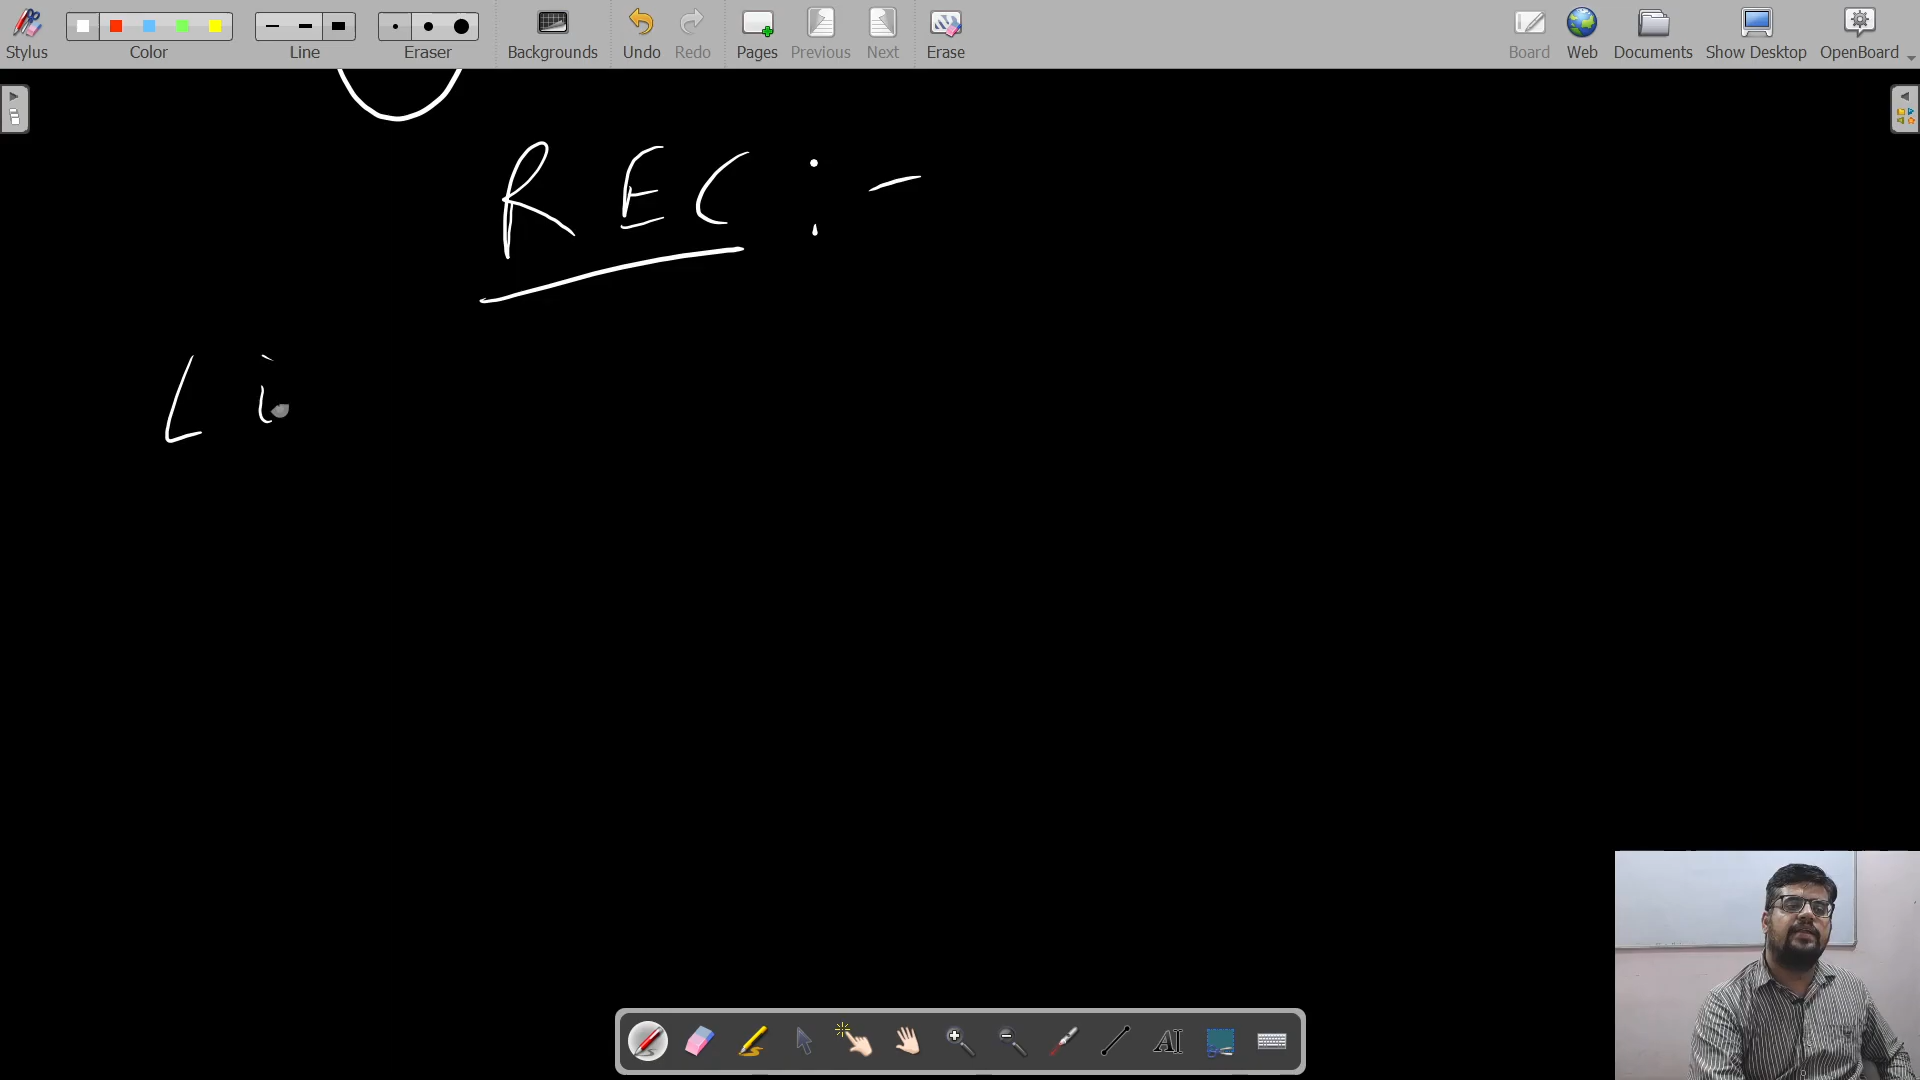 Stylus Color Line Eraser Backgrounds Undo Redo Pages Previous Next Erase Board Web Documents Show Desktop OpenBoard
REC :-
Li
AI